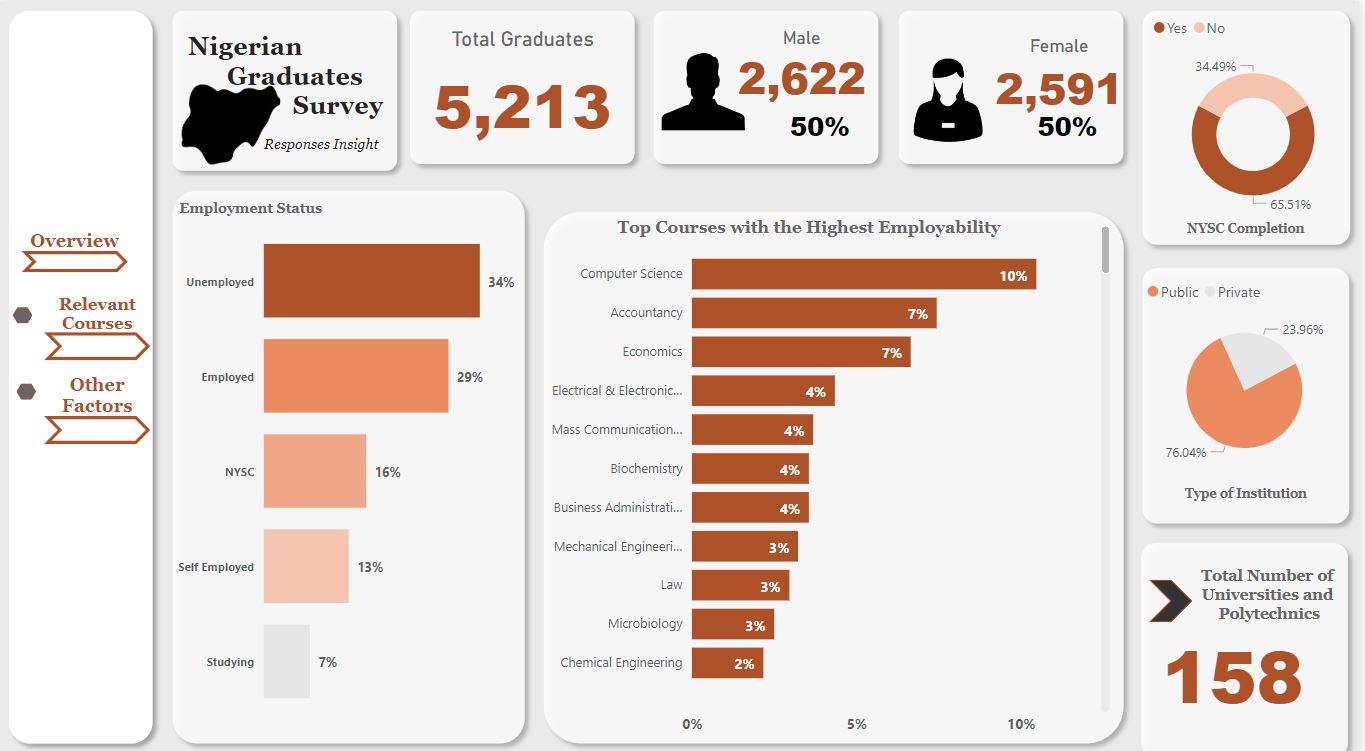 Nigerian
Graduates
Survey
Responses Insight
Total Graduates
5,213
Male
2,622
50%
Female
2,591
50%
Yes No
34.49%
65.51%
NYSC Completion
Overview
Relevant
Courses
Other
Factors
Employment Status
Unemployed 34%
Employed 29%
NYSC 16%
Self Employed 13%
Studying 7%
Top Courses with the Highest Employability
Computer Science 10%
Accountancy 7%
Economics 7%
Electrical & Electronic... 4%
Mass Communication... 4%
Biochemistry 4%
Business Administrati... 4%
Mechanical Engineeri... 3%
Law 3%
Microbiology 3%
Chemical Engineering 2%
0% 5% 10%
Public Private
23.96%
76.04%
Type of Institution
Total Number of
Universities and
Polytechnics
158